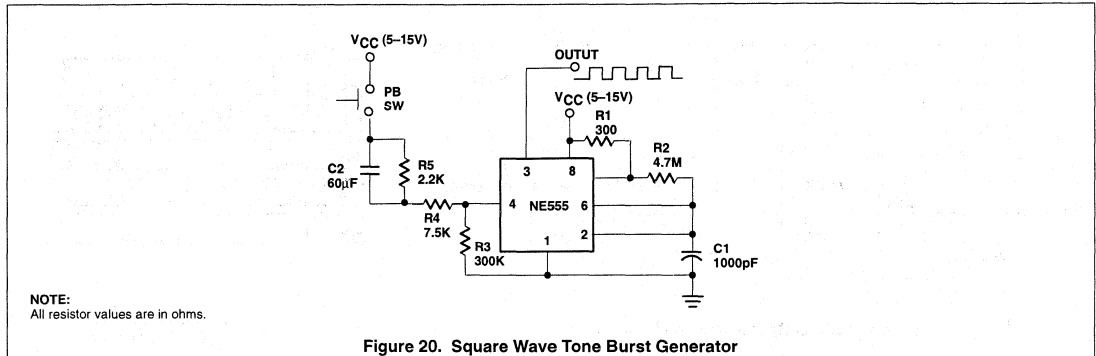 VCC (5–15V)
PB
SW
C2
60μF
R5
2.2K
R4
7.5K
R3
300K
OUTUT
VCC (5–15V)
R1
300
R2
4.7M
3
8
4
NE555
6
2
1
C1
1000pF
NOTE:
All resistor values are in ohms.
Figure 20. Square Wave Tone Burst Generator